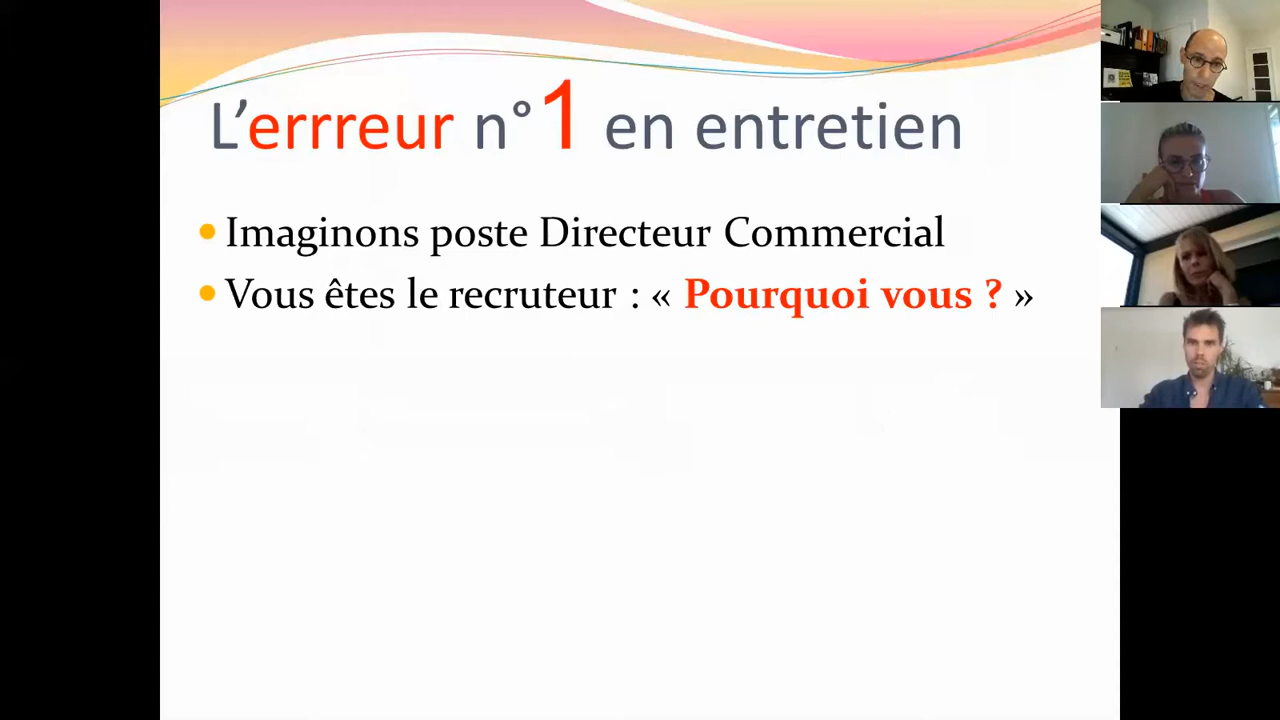 L’errreur n°1 en entretien
Imaginons poste Directeur Commercial
Vous êtes le recruteur : « Pourquoi vous ? »